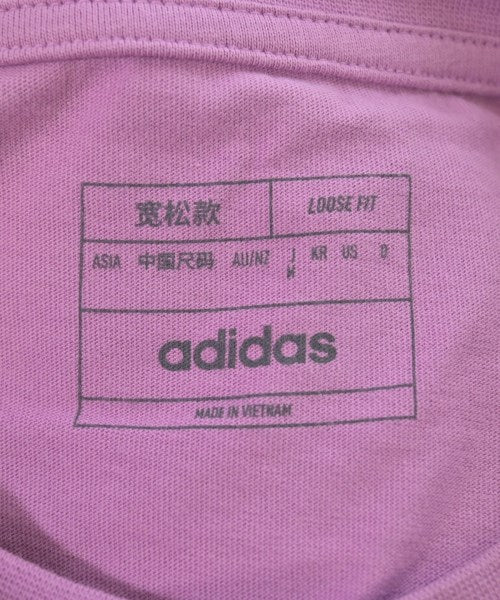 宽松款 LOOSE FIT
ASIA 中国尺码 AU/NZ J KR US D
M
adidas
MADE IN VIETNAM